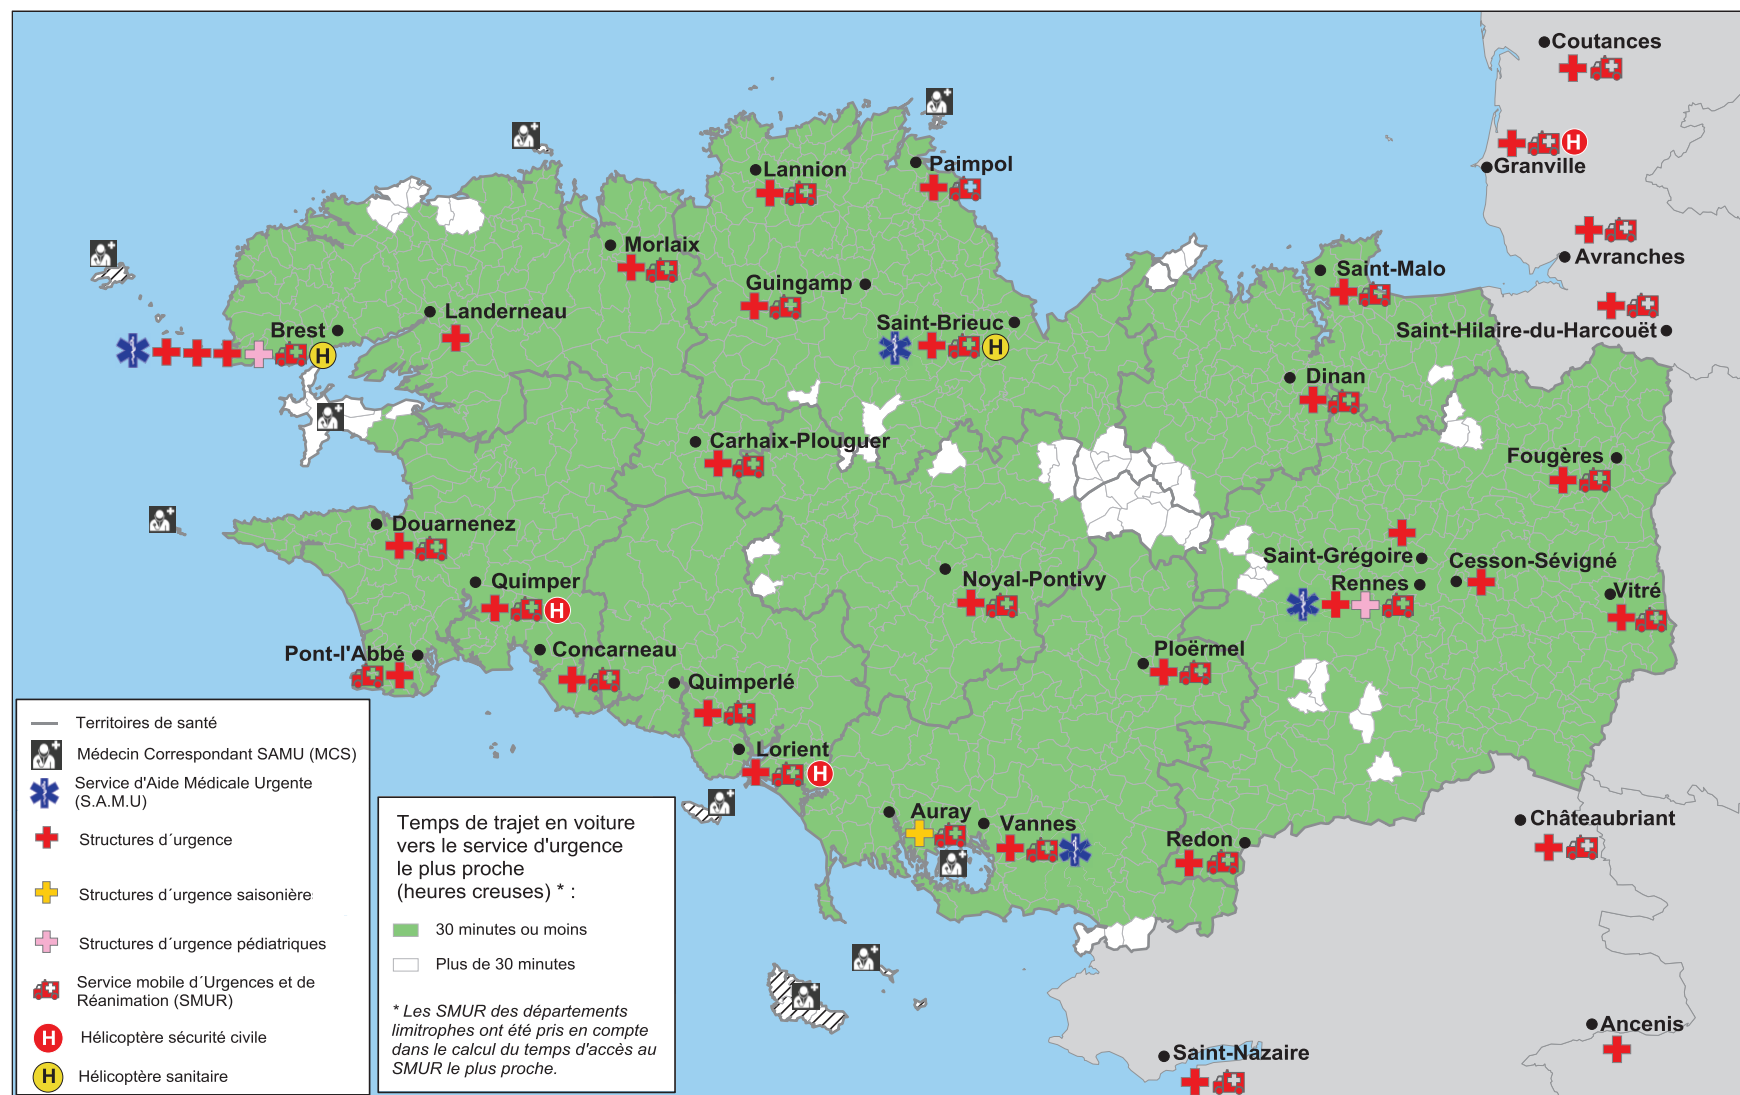 Coutances
Granville
Avranches
Saint-Hilaire-du-Harcouët
Lannion
Paimpol
Morlaix
Guingamp
Saint-Malo
Landerneau
Brest
Saint-Brieuc
Dinan
Carhaix-Plouguer
Fougères
Douarnenez
Saint-Grégoire
Cesson-Sévigné
Quimper
Noyal-Pontivy
Rennes
Vitré
Pont-l'Abbé
Concarneau
Ploërmel
Quimperlé
Lorient
Auray
Vannes
Redon
Châteaubriant
Ancenis
Saint-Nazaire
H
H
H
H
H
Territoires de santé
Médecin Correspondant SAMU (MCS)
Service d'Aide Médicale Urgente
(S.A.M.U)
Structures d´urgence
Structures d´urgence saisonière
Structures d´urgence pédiatriques
Service mobile d´Urgences et de
Réanimation (SMUR)
H
Hélicoptère sécurité civile
H
Hélicoptère sanitaire
Temps de trajet en voiture
vers le service d'urgence
le plus proche
(heures creuses) * :
30 minutes ou moins
Plus de 30 minutes
* Les SMUR des départements
limitrophes ont été pris en compte
dans le calcul du temps d'accès au
SMUR le plus proche.